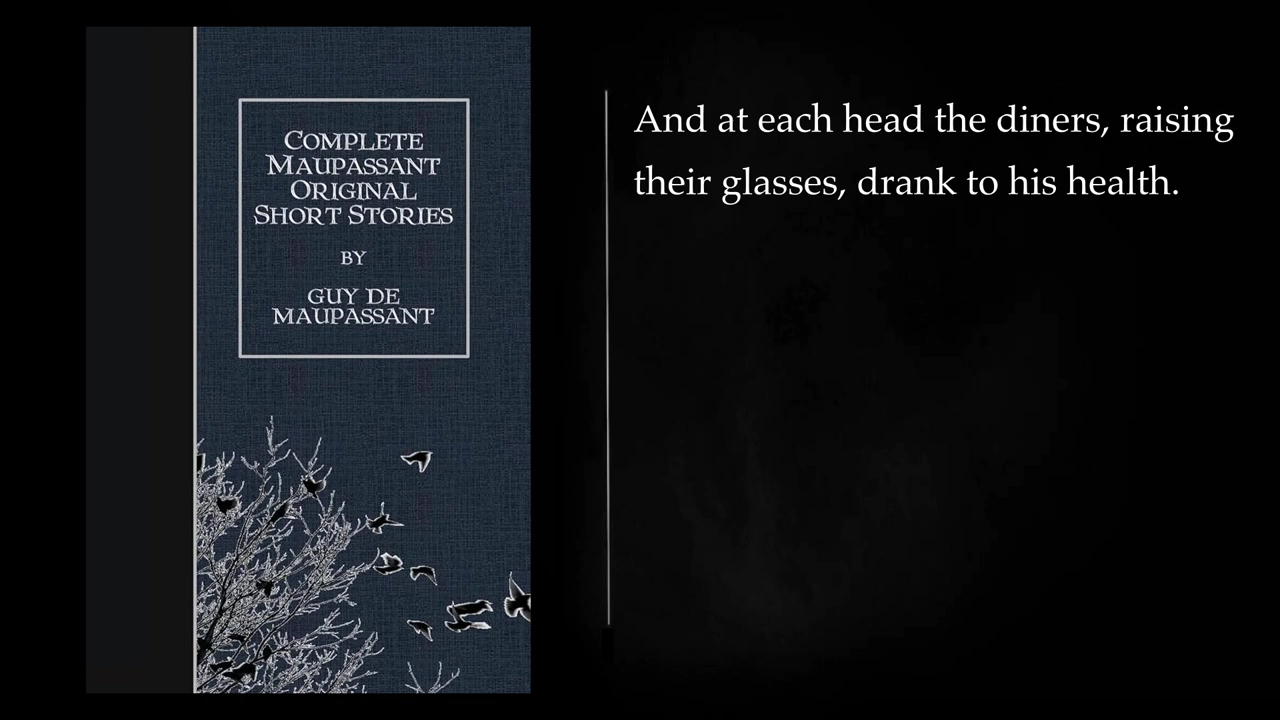 COMPLETE
MAUPASSANT
ORIGINAL
SHORT STORIES
BY
GUY DE
MAUPASSANT
And at each head the diners, raising
their glasses, drank to his health.